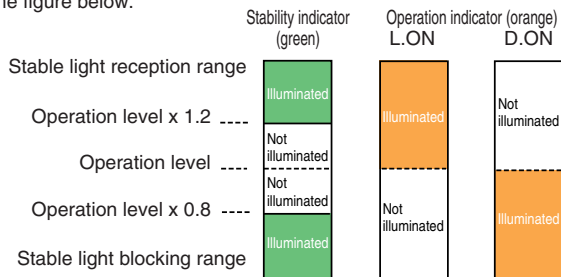 ne figure below.
Stability indicator
(green)
Operation indicator (orange)
L.ON
D.ON
Stable light reception range
Operation level x 1.2
Operation level
Operation level x 0.8
Stable light blocking range
Illuminated
Not
illuminated
Not
illuminated
Illuminated
Illuminated
Not
illuminated
Not
illuminated
Illuminated